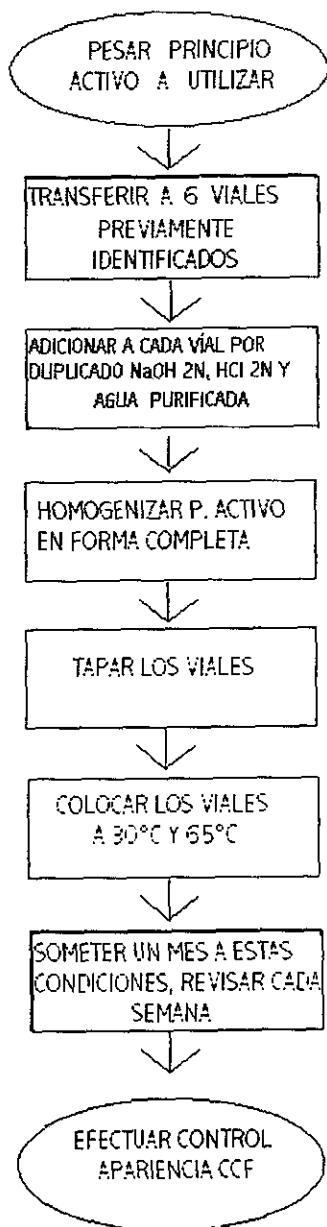 PESAR PRINCIPIO
ACTIVO A UTILIZAR
TRANSFERIR A 6 VIALES
PREVIAMENTE
IDENTIFICADOS
ADICIONAR A CADA VÍAL POR
DUPLICADO NaOH 2N, HCl 2N Y
AGUA PURIFICADA
HOMOGENIZAR P. ACTIVO
EN FORMA COMPLETA
TAPAR LOS VIALES
COLOCAR LOS VIALES
A 30°C Y 65°C
SOMETER UN MES A ESTAS
CONDICIONES, REVISAR CADA
SEMANA
EFECTUAR CONTROL
APARIENCIA CCF